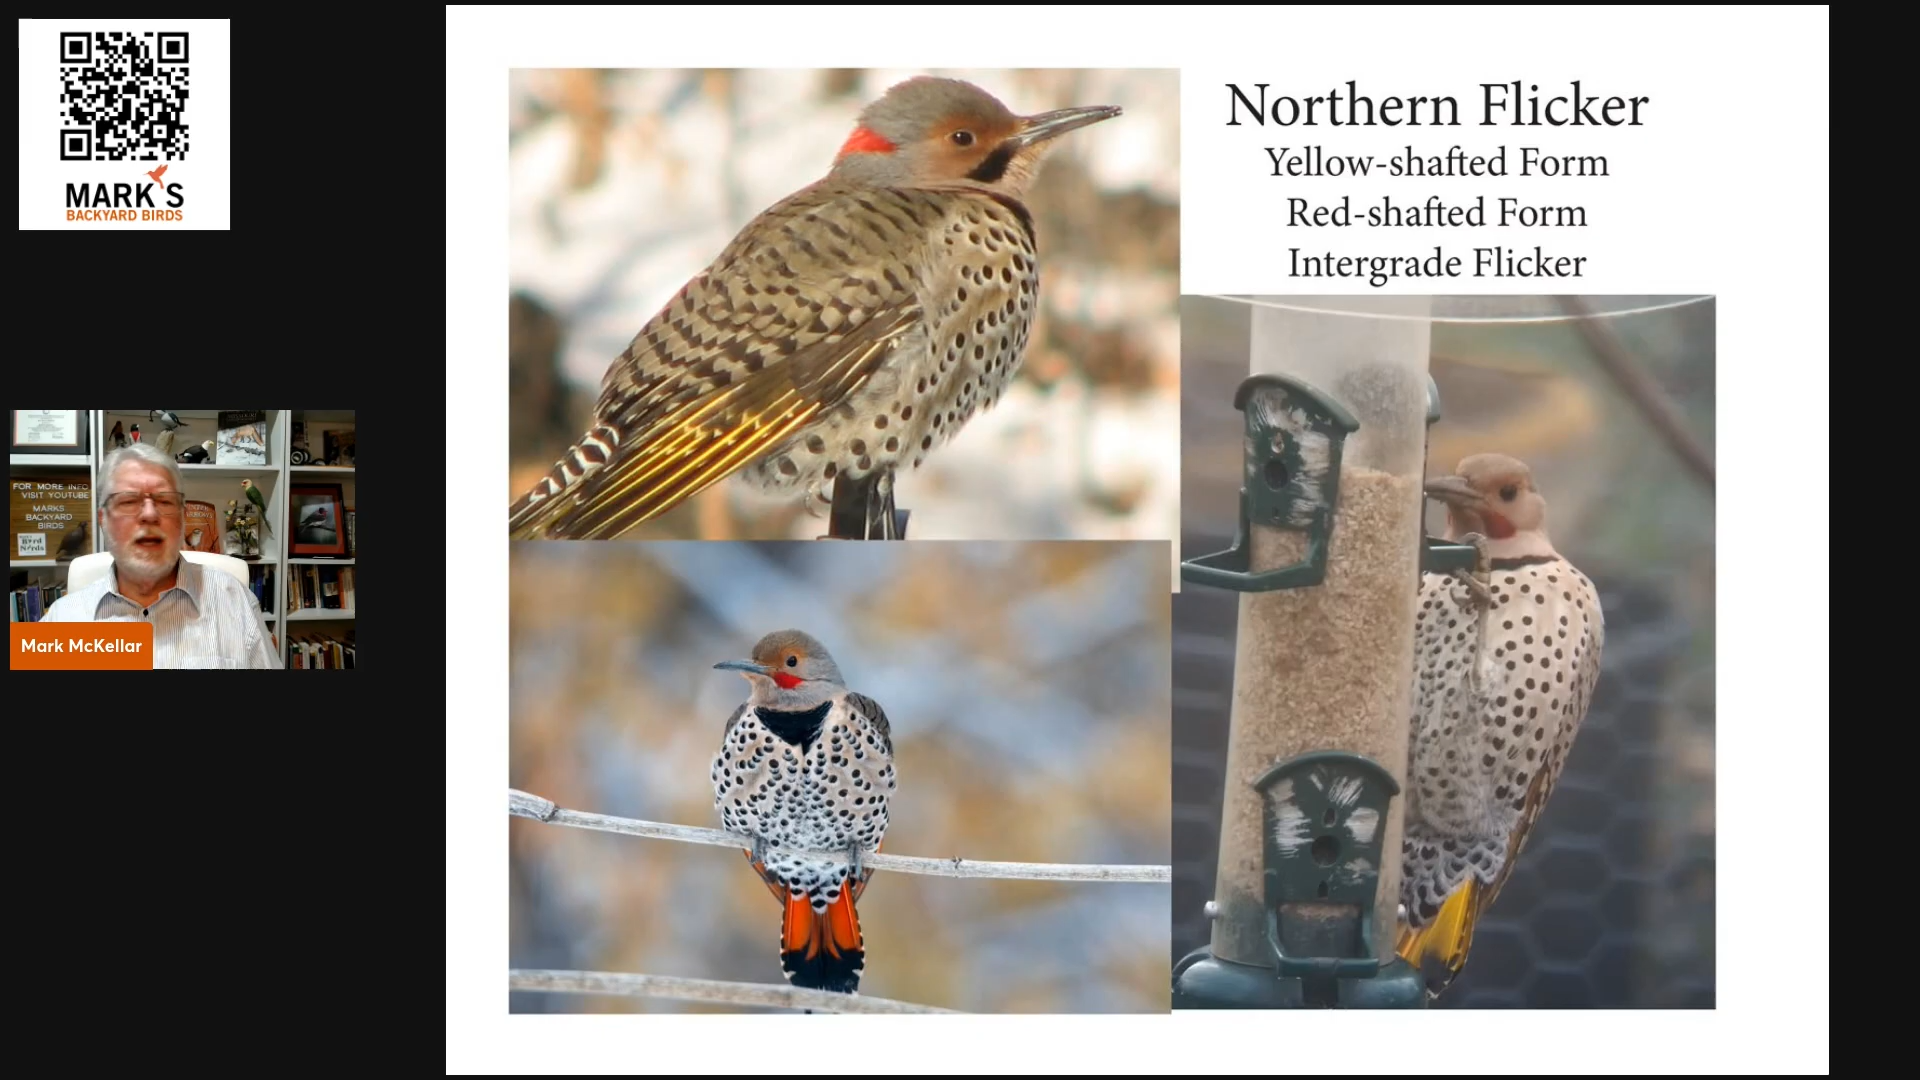 MARK'S
BACKYARD BIRDS
Northern Flicker
Yellow-shafted Form
Red-shafted Form
Intergrade Flicker
FOR MORE INFO
VISIT YOUTUBE
MARKS
BACKYARD
BIRDS
Mark McKellar